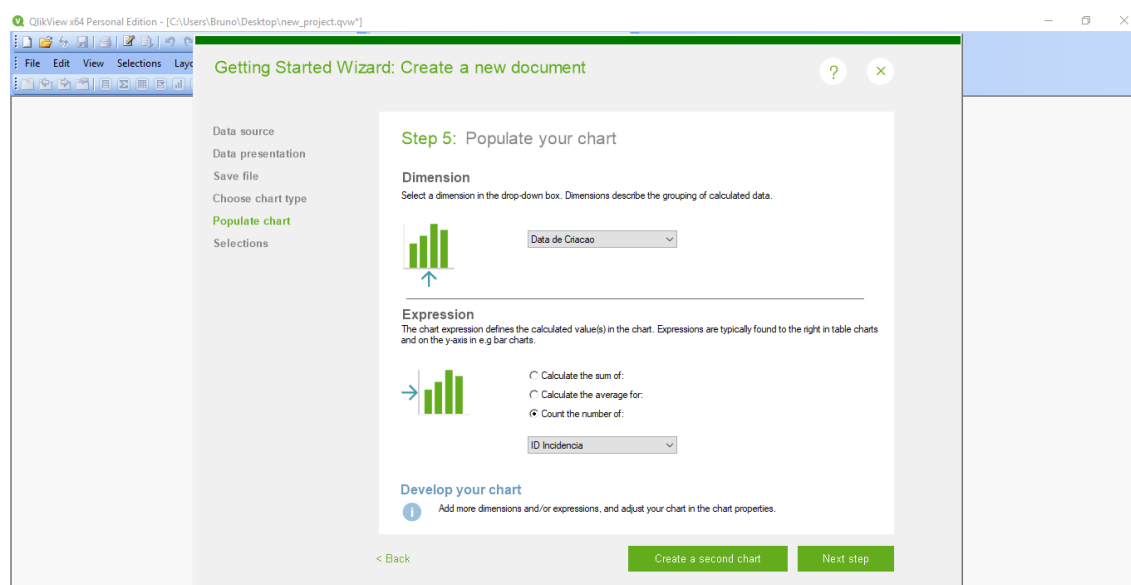 QlikView x64 Personal Edition - [C:\Users\Bruno\Desktop\new_project.qvw*]
File Edit View Selections Layo
Getting Started Wizard: Create a new document
?
Data source
Data presentation
Save file
Choose chart type
Populate chart
Selections
Step 5: Populate your chart
Dimension
Select a dimension in the drop-down box. Dimensions describe the grouping of calculated data.
Data de Criacao
Expression
The chart expression defines the calculated value(s) in the chart. Expressions are typically found to the right in table charts
and on the y-axis in e.g bar charts.
Calculate the sum of:
Calculate the average for:
Count the number of:
ID Incidencia
Develop your chart
Add more dimensions and/or expressions, and adjust your chart in the chart properties.
< Back
Create a second chart
Next step